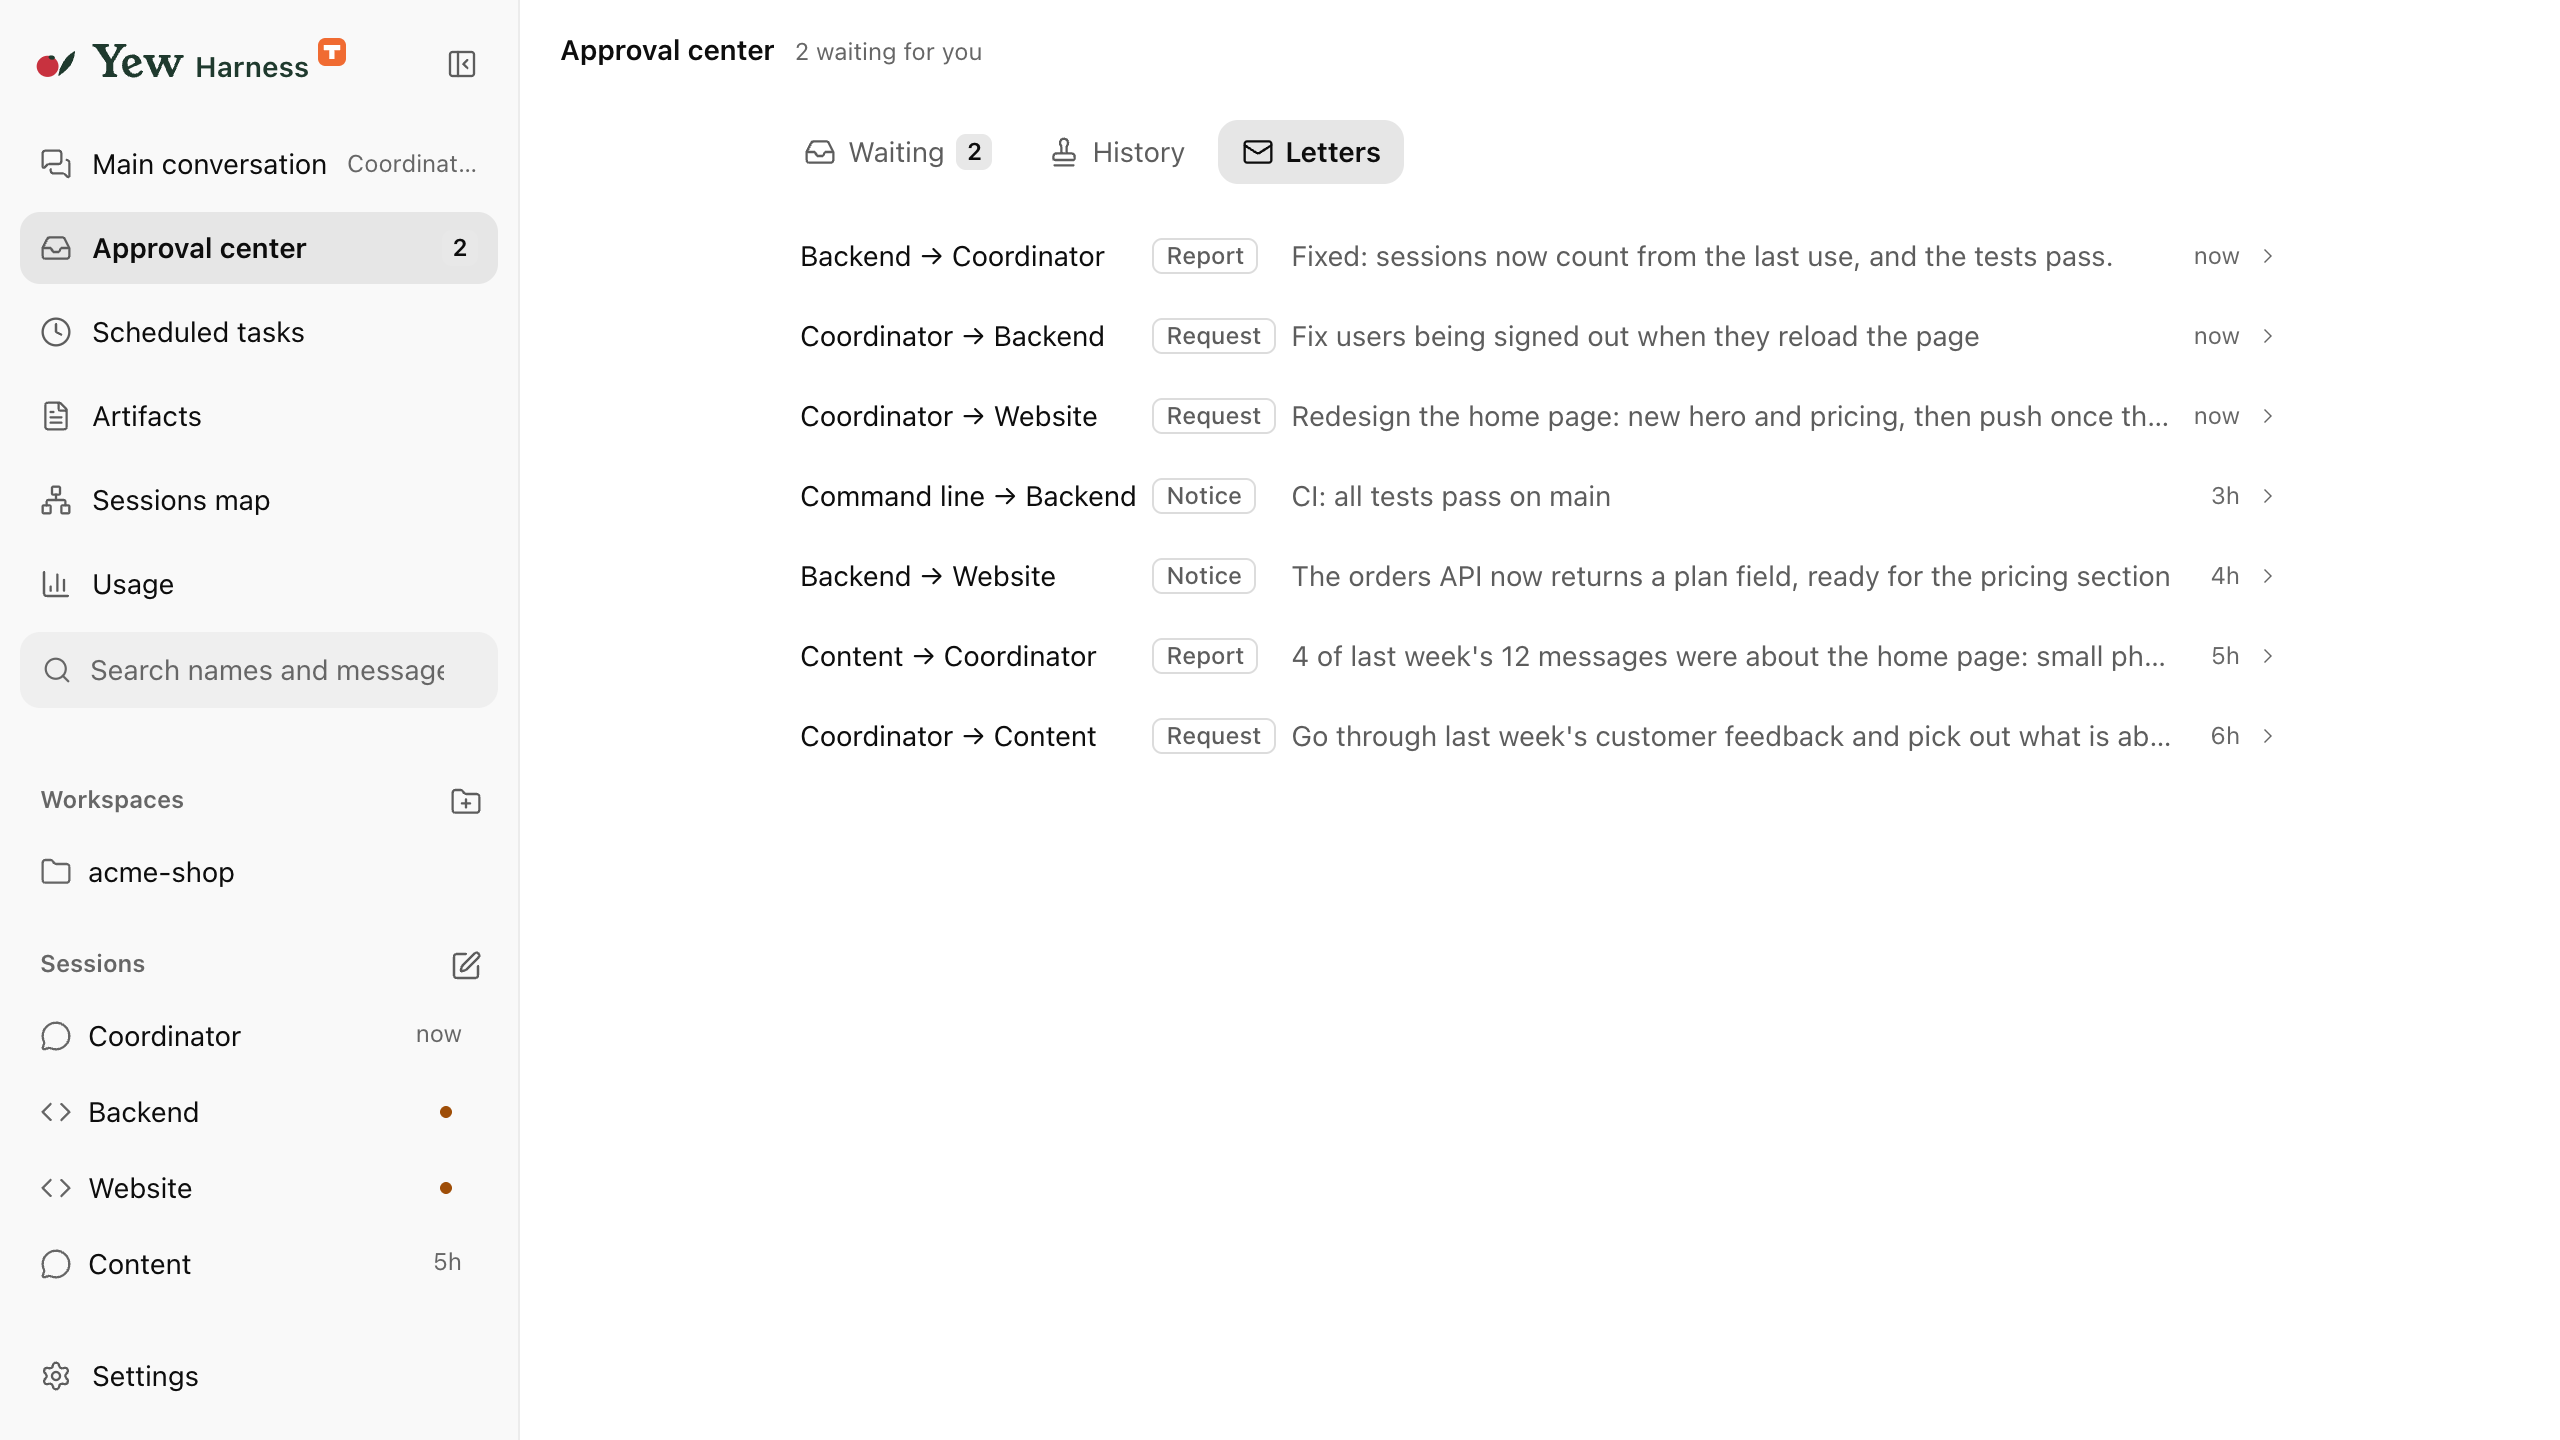 Yew Harness T
Main conversation Coordinat...
Approval center 2
Scheduled tasks
Artifacts
Sessions map
Usage
Search names and message
Workspaces
acme-shop
Sessions
Coordinator now
Backend
Website
Content 5h
Settings
Approval center 2 waiting for you
Waiting 2 History Letters
Backend → Coordinator Report Fixed: sessions now count from the last use, and the tests pass. now
Coordinator → Backend Request Fix users being signed out when they reload the page now
Coordinator → Website Request Redesign the home page: new hero and pricing, then push once th... now
Command line → Backend Notice CI: all tests pass on main 3h
Backend → Website Notice The orders API now returns a plan field, ready for the pricing section 4h
Content → Coordinator Report 4 of last week's 12 messages were about the home page: small ph... 5h
Coordinator → Content Request Go through last week's customer feedback and pick out what is ab... 6h